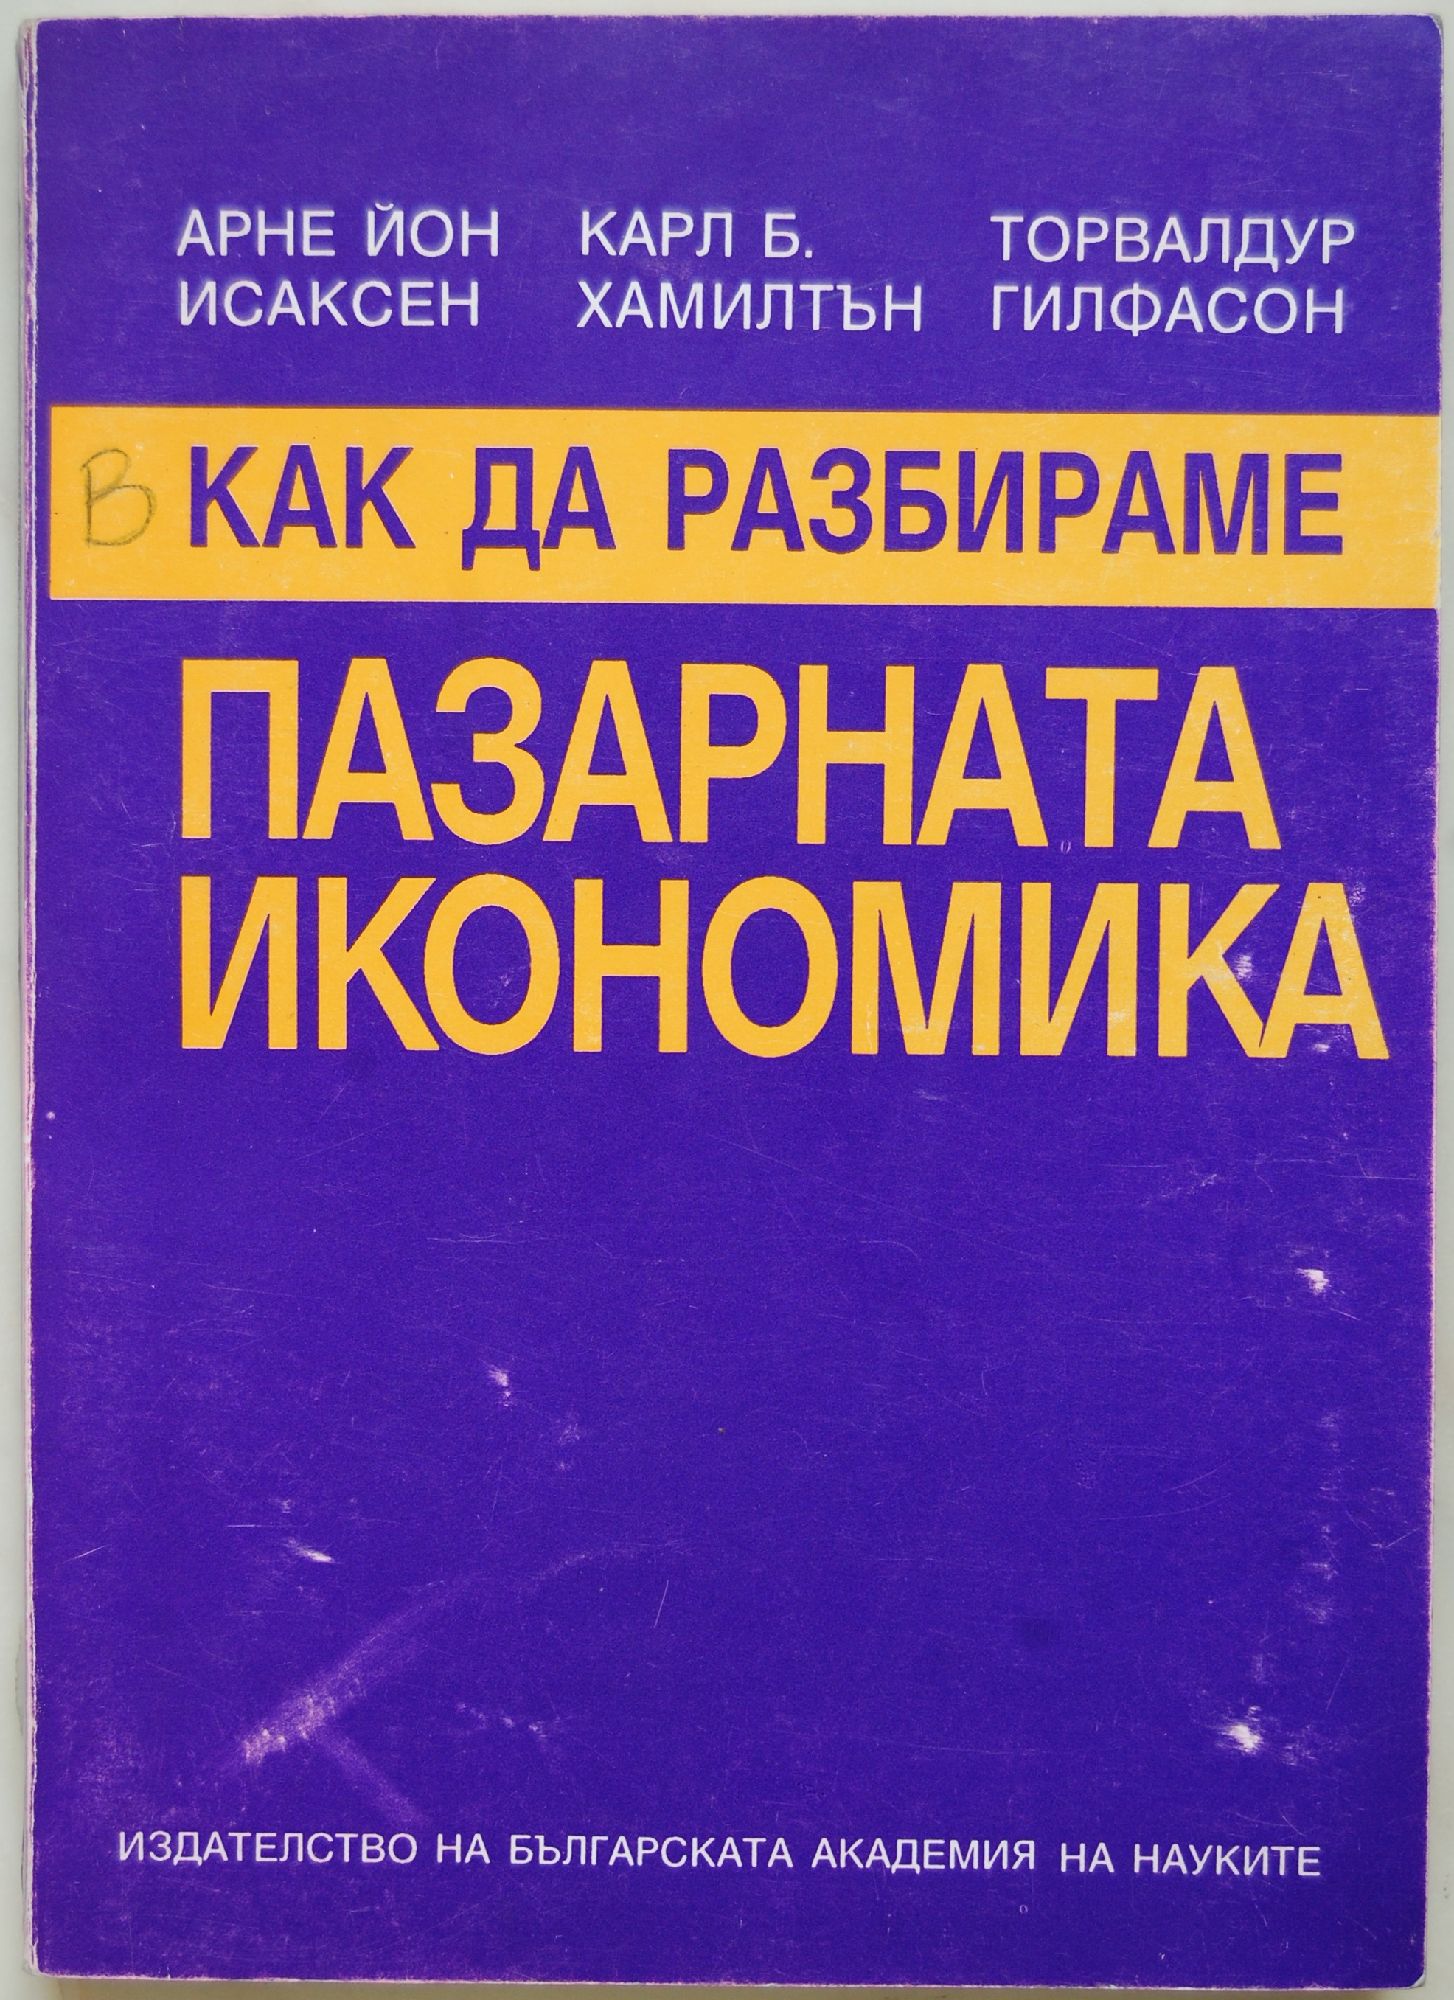 АРНЕ ЙОН
ИСАКСЕН
КАРЛ Б.
ХАМИЛТЪН
ТОРВАЛДУР
ГИЛФАСОН
В КАК ДА РАЗБИРАМЕ
ПАЗАРНАТА
ИКОНОМИКА
ИЗДАТЕЛСТВО НА БЪЛГАРСКАТА АКАДЕМИЯ НА НАУКИТЕ